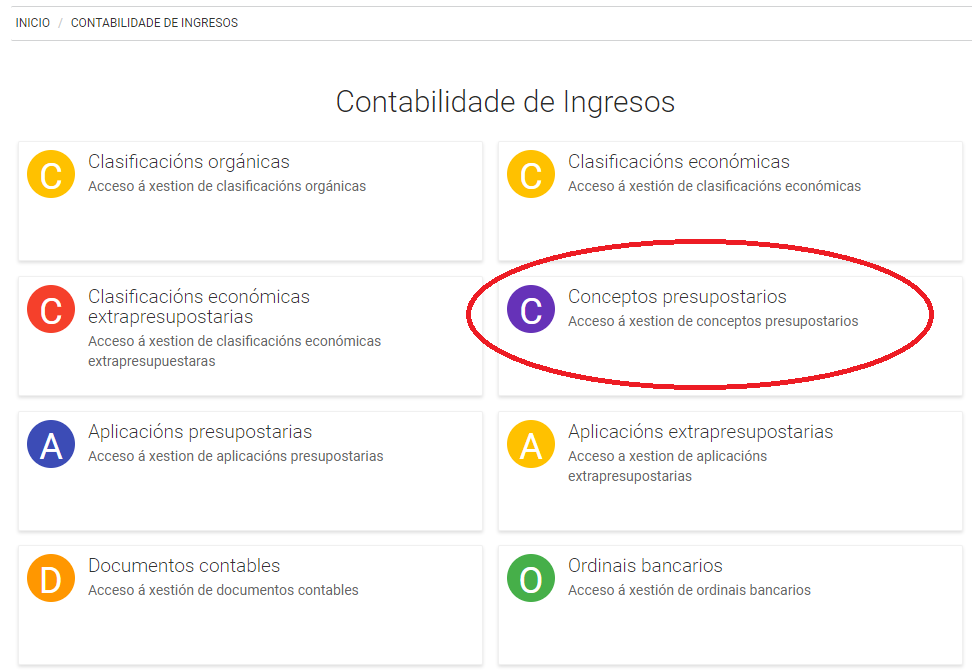 INICIO / CONTABILIDADE DE INGRESOS
Contabilidade de Ingresos
C
Clasificacións orgánicas
Acceso á xestion de clasificacións orgánicas
C
Clasificacións económicas
Acceso á xestión de clasificacións económicas
C
Clasificacións económicas
extrapresupostarias
Acceso á xestion de clasificacións económicas
extrapresupuestaras
C
Conceptos presupostarios
Acceso á xestion de conceptos presupostarios
A
Aplicacións presupostarias
Acceso á xestion de aplicacións presupostarias
A
Aplicacións extrapresupostarias
Acceso a xestion de aplicacións
extrapresupostarias
D
Documentos contables
Acceso á xestión de documentos contables
O
Ordinais bancarios
Acceso á xestión de ordinais bancarios